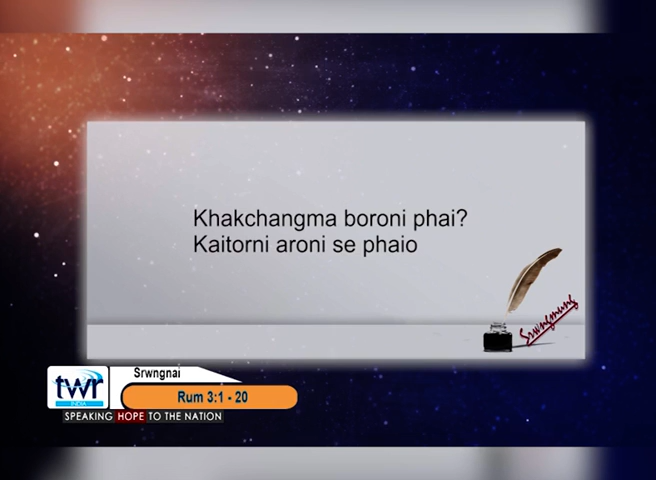 Khakchangma boroni phai?
Kaitorni aroni se phaio
Srwngmung
Srwngnai
twr
INDIA
Rum 3:1 - 20
SPEAKING HOPE TO THE NATION